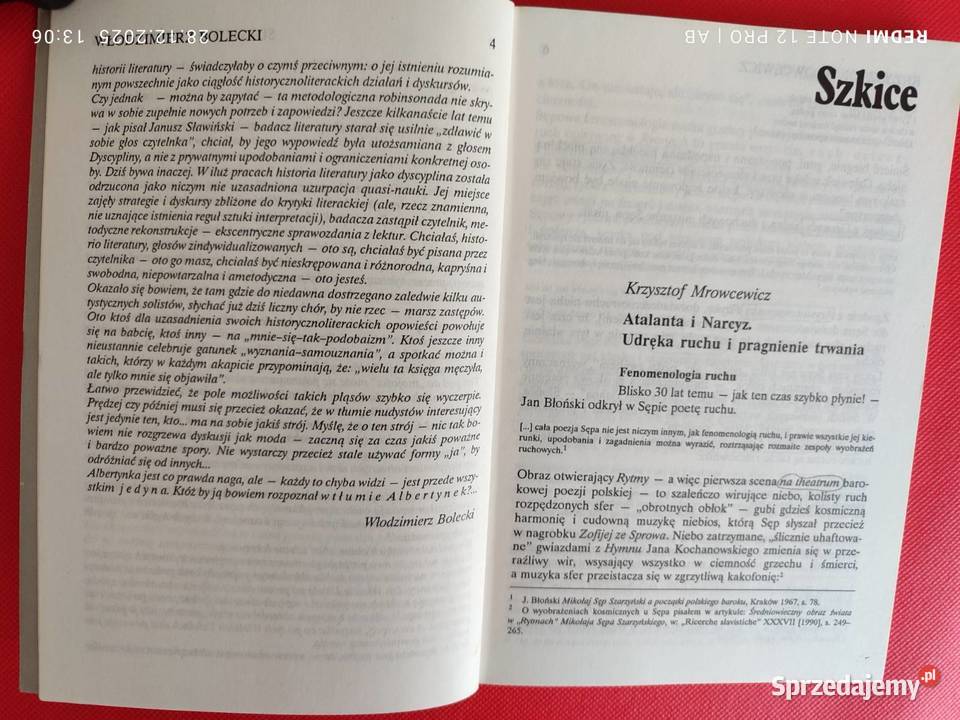 WŁODZIMIERZ BOLECKI
4
historii literatury — świadczyłaby o czymś przeciwnym: o jej istnieniu rozumia-
nym powszechnie jako ciągłość historycznoliterackich działań i dyskursów.
Czy jednak — można by zapytać — ta metodologiczna robinsonada nie skry-
wa w sobie zupełnie nowych potrzeb i zapowiedzi? Jeszcze kilkanaście lat temu
— jak pisał Janusz Sławiński — badacz literatury starał się usilnie „zdławić w
sobie głos czytelnika”, chciał, by jego wypowiedź była utożsamiana z głosem
Dyscypliny, a nie z prywatnymi upodobaniami i ograniczeniami konkretnej oso-
by. Dziś bywa inaczej. W iluż pracach historia literatury jako dyscyplina została
odrzucona jako niczym nie uzasadniona uzurpacja quasi-nauki. Jej miejsce
zajęły strategie i dyskursy zbliżone do krytyki literackiej (ale, rzecz znamienna,
nie uznające istnienia reguł sztuki interpretacji), badacza zastąpił czytelnik, me-
todyczne rekonstrukcje — ekscentryczne sprawozdania z lektur. Chciałaś, histo-
rio literatury, głosów zindywidualizowanych — oto są, chciałaś być pisana przez
czytelnika — oto go masz, chciałaś być nieskrępowana i różnorodna, kapryśna i
swobodna, niepowtarzalna i ametodyczna — oto jesteś.
Okazało się bowiem, że tam gdzie do niedawna dostrzegano zaledwie kilku au-
tystycznych solistów, słychać już dziś liczny chór, by nie rzec — marsz zastępów.
Oto ktoś dla uzasadnienia swoich historycznoliterackich opowieści powołuje
się na babcię, ktoś inny — na „mnie–się–tak–podobaizm”. Ktoś jeszcze inny
nieustannie celebruje gatunek „wyznania–samouznania”, a spotkać można i
takich, którzy w każdym akapicie przypominają, że: „wielu ta księga męczyła,
ale tylko mnie się objawiła”.
Łatwo przewidzieć, że pole możliwości takich pląsów szybko się wyczerpie.
Prędzej czy później musi się przecież okazać, że w tłumie nudystów interesujący
jest jedynie ten, kto... ma na sobie jakiś strój. Myślę, że o ten strój — nic tak bo-
wiem nie rozgrzewa dyskusji jak moda — zaczną się za czas jakiś poważne
i bardzo poważne spory. Nie wystarczy przecież stale używać formy „ja”, by
odróżniać się od innych...
Albertynka jest co prawda naga, ale — każdy to chyba widzi — jest przede wszy-
stkim jedyna. Któż by ją bowiem rozpoznał w tłumie Albertynek?...
Włodzimierz Bolecki
28.12.2025 13:06
REDMI NOTE 12 PRO | AB
Szkice
Krzysztof Mrowcewicz
Atalanta i Narcyz.
Udręka ruchu i pragnienie trwania
Fenomenologia ruchu
Blisko 30 lat temu — jak ten czas szybko płynie! —
Jan Błoński odkrył w Sępie poetę ruchu.
[...] cała poezja Sępa nie jest niczym innym, jak fenomenologią ruchu, i prawie wszystkie jej kie-
runki, upodobania i zagadnienia można wyrazić, roztrząsając rozmaite zespoły wyobrażeń
ruchowych.1
Obraz otwierający Rytmy — a więc pierwsza scena na theatrum baro-
kowej poezji polskiej — to szaleńczo wirujące niebo, kolisty ruch
rozpędzonych sfer — „obrotnych obłok” — gubi gdzieś kosmiczną
harmonię i cudowną muzykę niebios, którą Sęp słyszał przecież
w nagrobku Zofijej ze Sprowa. Niebo zatrzymane, „ślicznie uhaftowa-
ne” gwiazdami z Hymnu Jana Kochanowskiego zmienia się w prze-
raźliwy wir, wsysający wszystko w ciemność grzechu i śmierci,
a muzyka sfer przeistacza się w zgrzytliwą kakofonię:2
1 J. Błoński Mikołaj Sęp Szarzyński a początki polskiego baroku, Kraków 1967, s. 78.
2 O wyobrażeniach kosmicznych u Sępa pisałem w artykule: Średniowieczny obraz świata
w „Rytmach” Mikołaja Sępa Szarzyńskiego, w: „Ricerche slavistiche” XXXVII [1990], s. 249–
265.
Sprzedajemy.pl